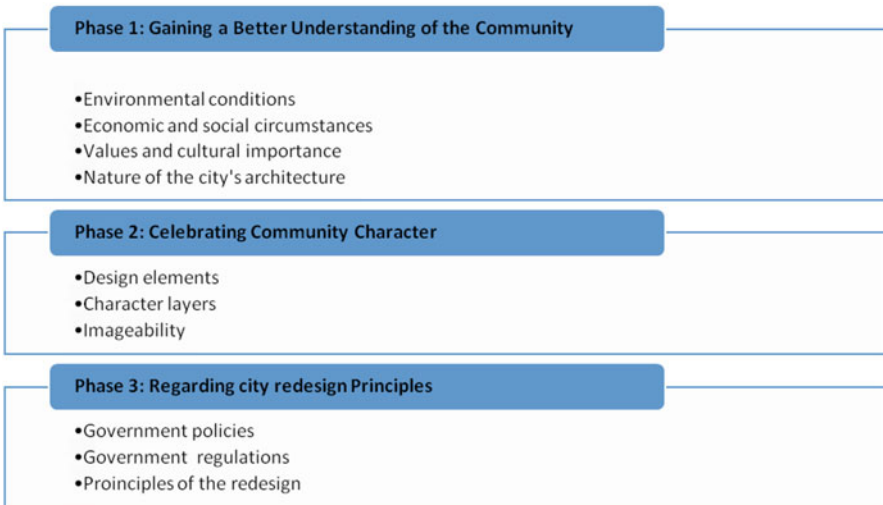 Phase 1: Gaining a Better Understanding of the Community
•Environmental conditions
•Economic and social circumstances
•Values and cultural importance
•Nature of the city's architecture
Phase 2: Celebrating Community Character
•Design elements
•Character layers
•Imageability
Phase 3: Regarding city redesign Principles
•Government policies
•Government regulations
•Proinciples of the redesign